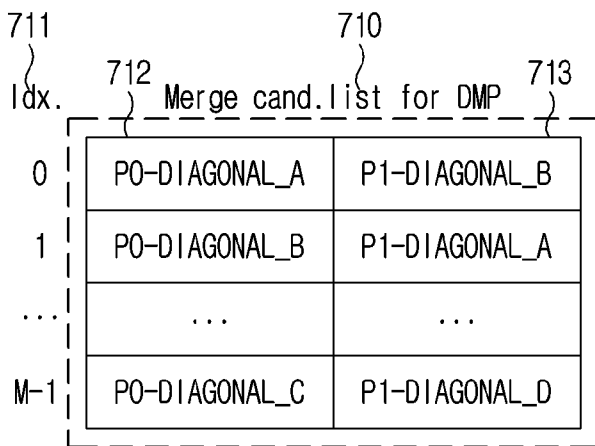 711
710
712
713
Idx.
Merge cand.list for DMP
0 P0-DIAGONAL_A P1-DIAGONAL_B
1 P0-DIAGONAL_B P1-DIAGONAL_A
... ... ...
M-1 P0-DIAGONAL_C P1-DIAGONAL_D